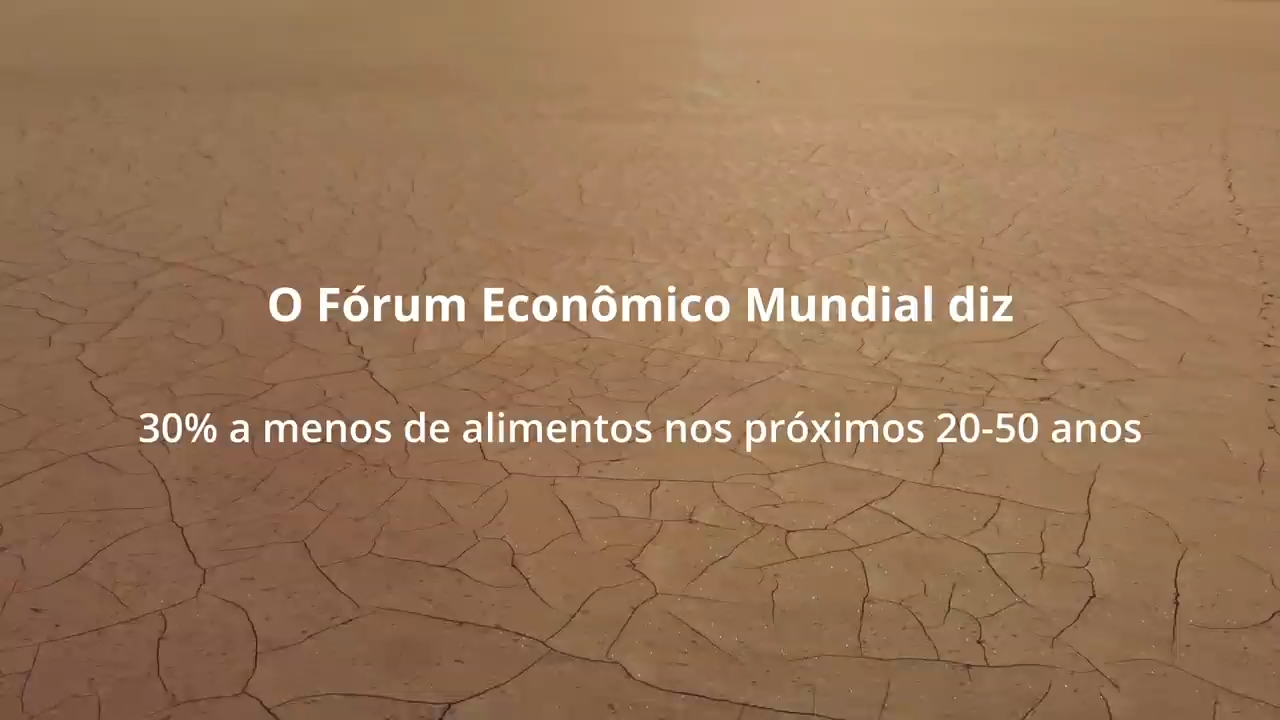 O Fórum Econômico Mundial diz
30% a menos de alimentos nos próximos 20-50 anos